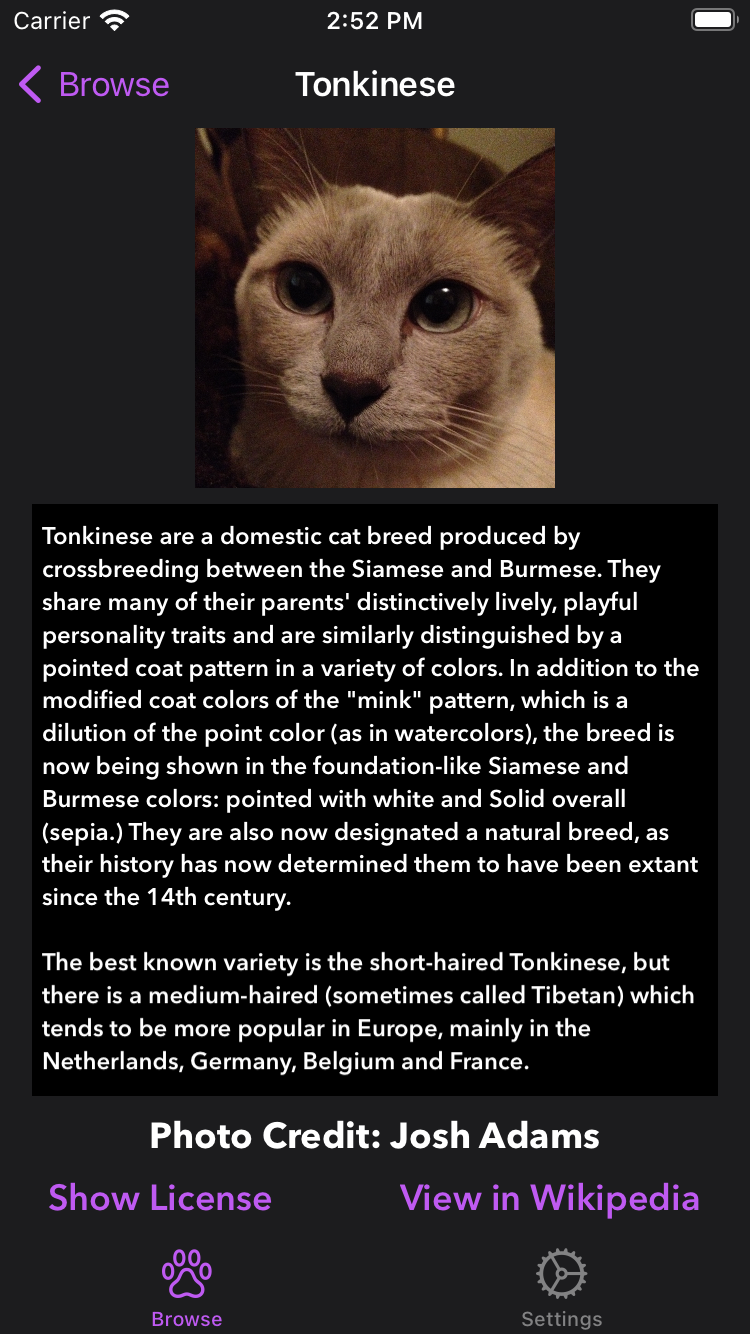 Carrier
2:52 PM
Browse
Tonkinese
Tonkinese are a domestic cat breed produced by
crossbreeding between the Siamese and Burmese. They
share many of their parents' distinctively lively, playful
personality traits and are similarly distinguished by a
pointed coat pattern in a variety of colors. In addition to the
modified coat colors of the "mink" pattern, which is a
dilution of the point color (as in watercolors), the breed is
now being shown in the foundation-like Siamese and
Burmese colors: pointed with white and Solid overall
(sepia.) They are also now designated a natural breed, as
their history has now determined them to have been extant
since the 14th century.
The best known variety is the short-haired Tonkinese, but
there is a medium-haired (sometimes called Tibetan) which
tends to be more popular in Europe, mainly in the
Netherlands, Germany, Belgium and France.
Photo Credit: Josh Adams
Show License
View in Wikipedia
Browse
Settings